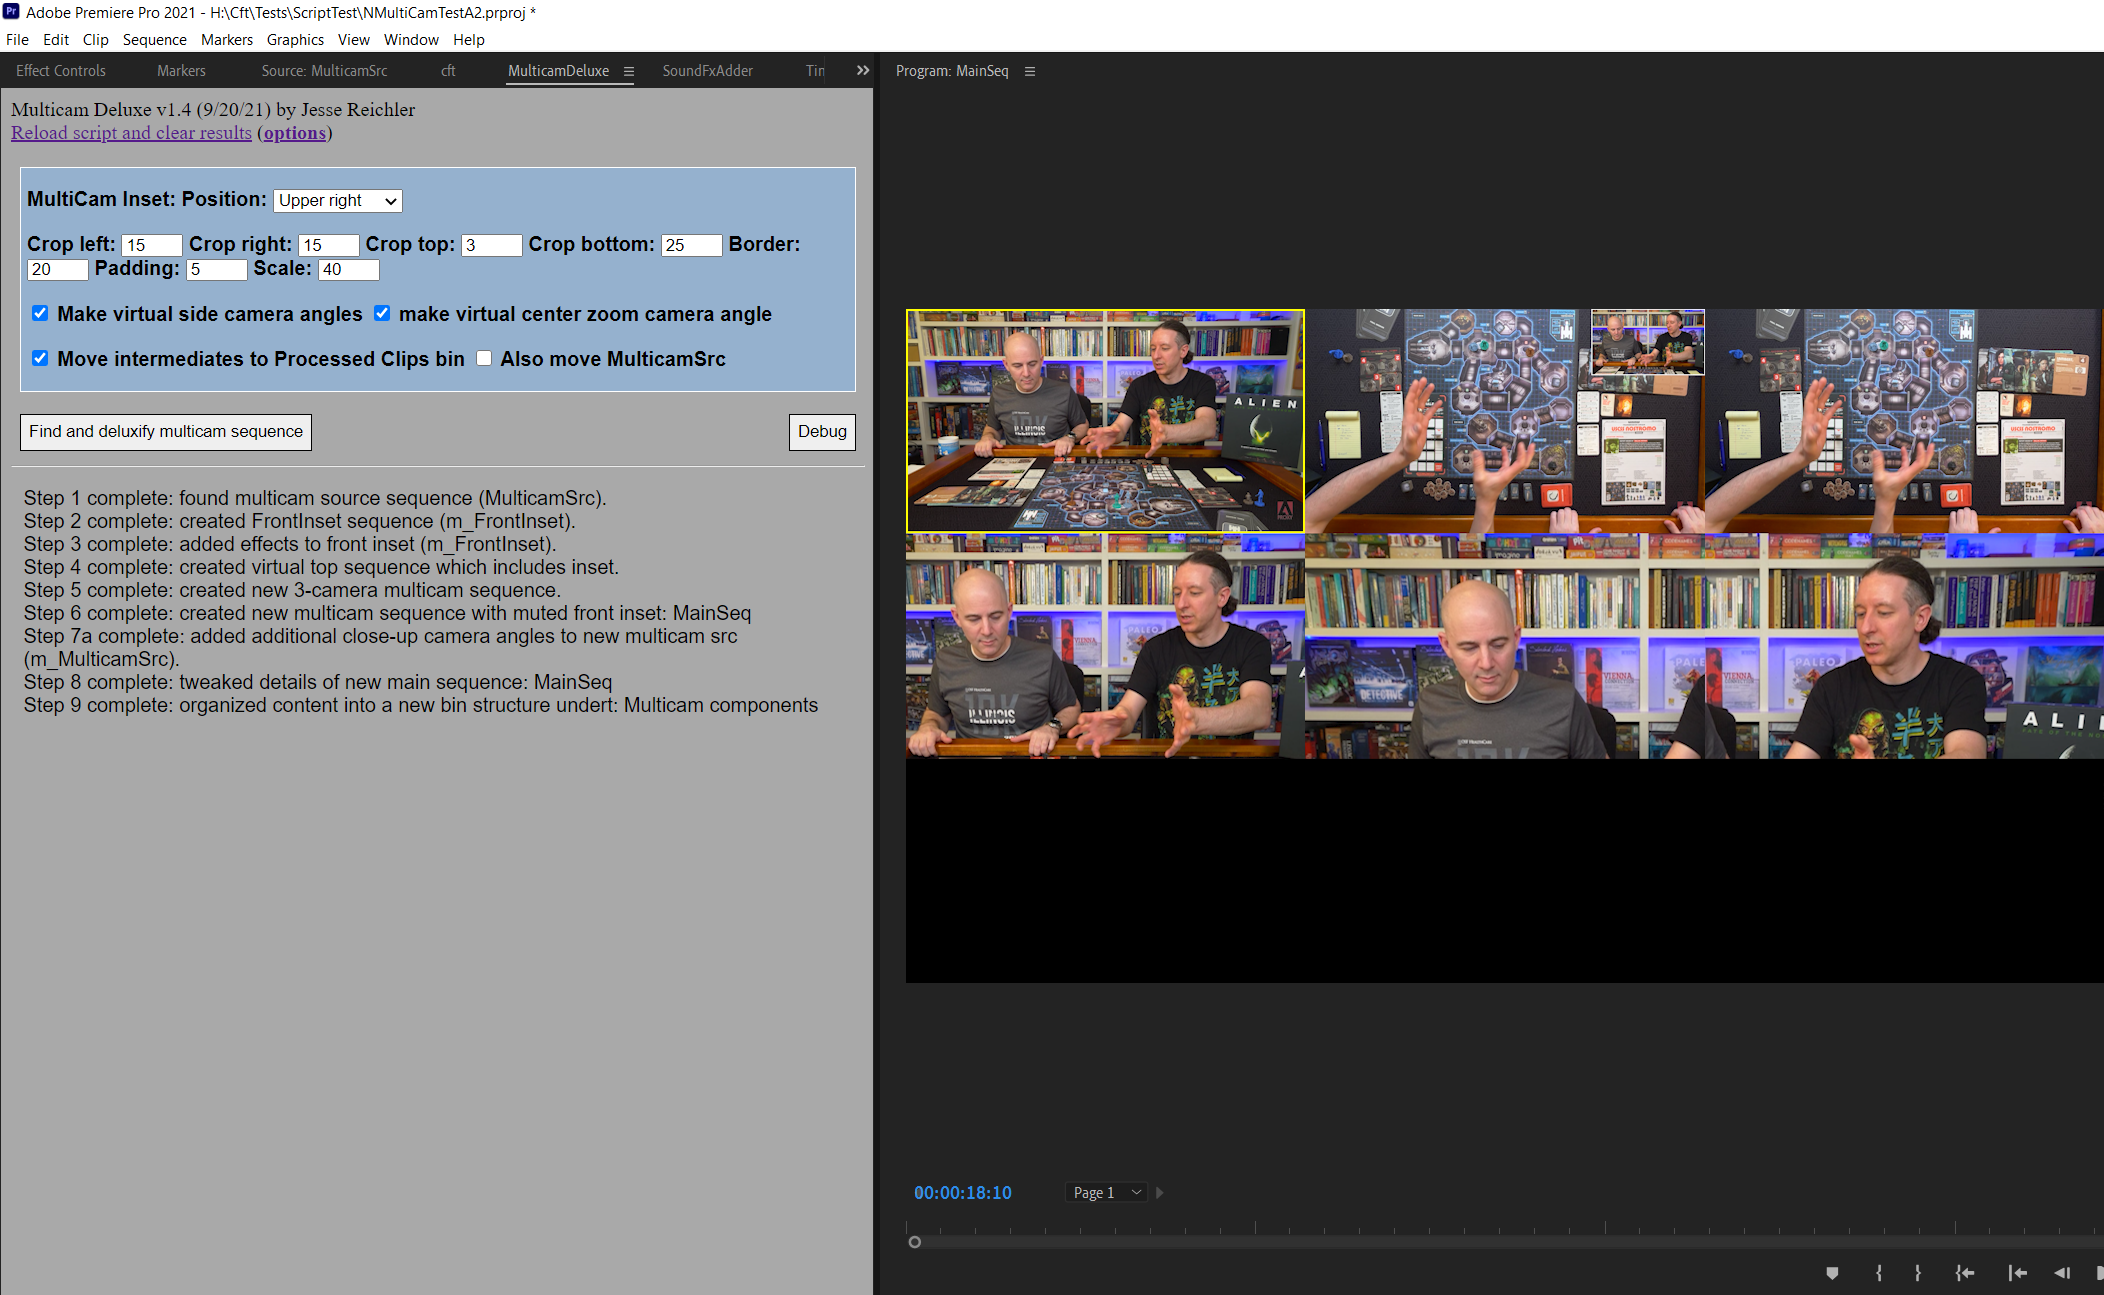 Adobe Premiere Pro 2021 - H:\Cft\Tests\ScriptTest\NMultiCamTestA2.prproj *
File Edit Clip Sequence Markers Graphics View Window Help
Effect Controls Markers Source: MulticamSrc cft MulticamDeluxe SoundFxAdder
Program: MainSeq
Multicam Deluxe v1.4 (9/20/21) by Jesse Reichler
Reload script and clear results (options)
MultiCam Inset: Position: Upper right
Crop left: 15 Crop right: 15 Crop top: 3 Crop bottom: 25 Border:
20 Padding: 5 Scale: 40
Make virtual side camera angles make virtual center zoom camera angle
Move intermediates to Processed Clips bin Also move MulticamSrc
Find and deluxify multicam sequence Debug
Step 1 complete: found multicam source sequence (MulticamSrc).
Step 2 complete: created FrontInset sequence (m_FrontInset).
Step 3 complete: added effects to front inset (m_FrontInset).
Step 4 complete: created virtual top sequence which includes inset.
Step 5 complete: created new 3-camera multicam sequence.
Step 6 complete: created new multicam sequence with muted front inset: MainSeq
Step 7a complete: added additional close-up camera angles to new multicam src
(m_MulticamSrc).
Step 8 complete: tweaked details of new main sequence: MainSeq
Step 9 complete: organized content into a new bin structure undert: Multicam components
ALIEN
ILLINOIS
USCSS NOSTROMO
USCSS NOSTROMO
PALEO
VIENNA
ILLINOIS
DETECTIVE
VIENNA
PALEO
00:00:18:10
Page 1